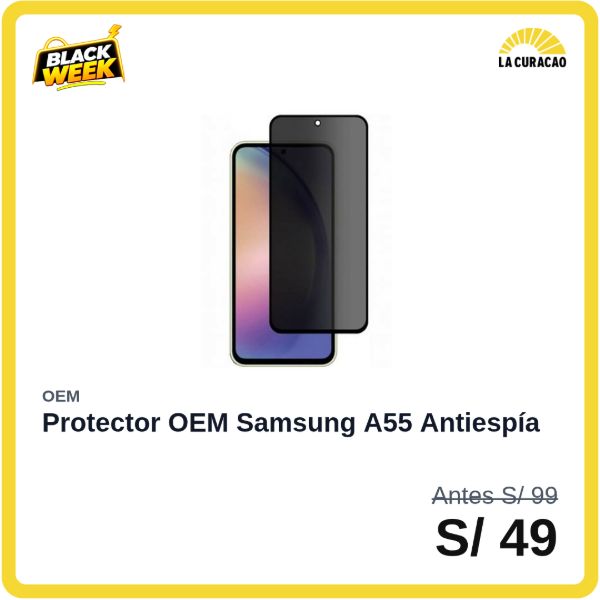 BLACK
WEEK
LA CURACAO
OEM
Protector OEM Samsung A55 Antiespía
Antes S/ 99
S/ 49